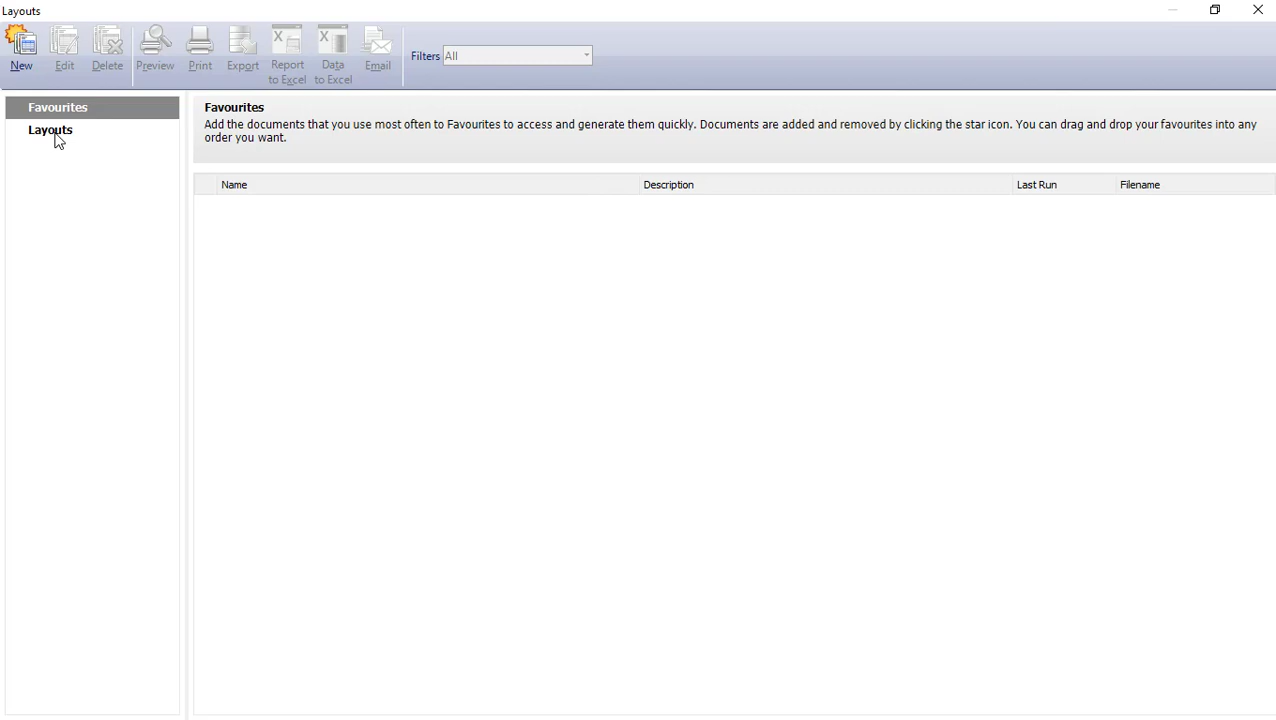 Layouts
New Edit Delete Preview Print Export Report to Excel Data to Excel Email Filters All
Favourites
Layouts
Favourites
Add the documents that you use most often to Favourites to access and generate them quickly. Documents are added and removed by clicking the star icon. You can drag and drop your favourites into any
order you want.
Name Description Last Run Filename